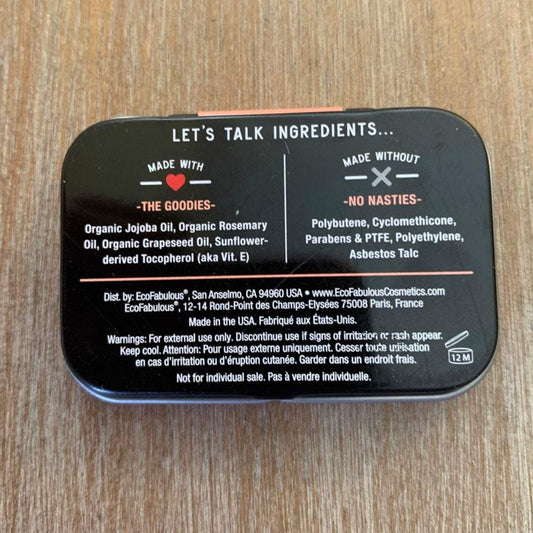 LET'S TALK INGREDIENTS...
MADE WITH
-THE GOODIES-
Organic Jojoba Oil, Organic Rosemary
Oil, Organic Grapeseed Oil, Sunflower-
derived Tocopherol (aka Vit. E)
MADE WITHOUT
-NO NASTIES-
Polybutene, Cyclomethicone,
Parabens & PTFE, Polyethylene,
Asbestos Talc
Dist. by: EcoFabulous®, San Anselmo, CA 94960 USA • www.EcoFabulousCosmetics.com
EcoFabulous®, 12-14 Rond-Point des Champs-Elysées 75008 Paris, France
Made in the USA. Fabriqué aux États-Unis.
Warnings: For external use only. Discontinue use if signs of irritation or rash appear.
Keep cool. Attention: Pour usage externe uniquement. Cesser toute utilisation
en cas d'irritation ou d'éruption cutanée. Garder dans un endroit frais.
12 M
Not for individual sale. Pas à vendre individuelle.